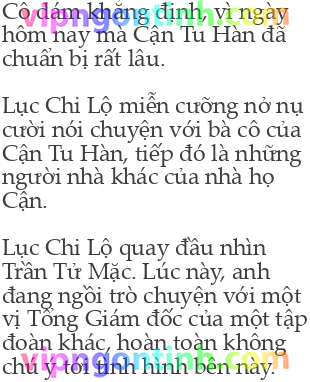 Cô dám khẳng định, vì ngày
hôm nay mà Cận Tu Hàn đã
chuẩn bị rất lâu.
Lục Chi Lộ miễn cưỡng nở nụ
cười nói chuyện với bà cô của
Cận Tu Hàn, tiếp đó là những
người nhà khác của nhà họ
Cận.
Lục Chi Lộ quay đầu nhìn
Trần Tử Mặc. Lúc này, anh
đang ngồi trò chuyện với một
vị Tổng Giám đốc của một tập
đoàn khác, hoàn toàn không
chú ý tới tình hình bên này.
vipngontinh.com
vipngontinh.com